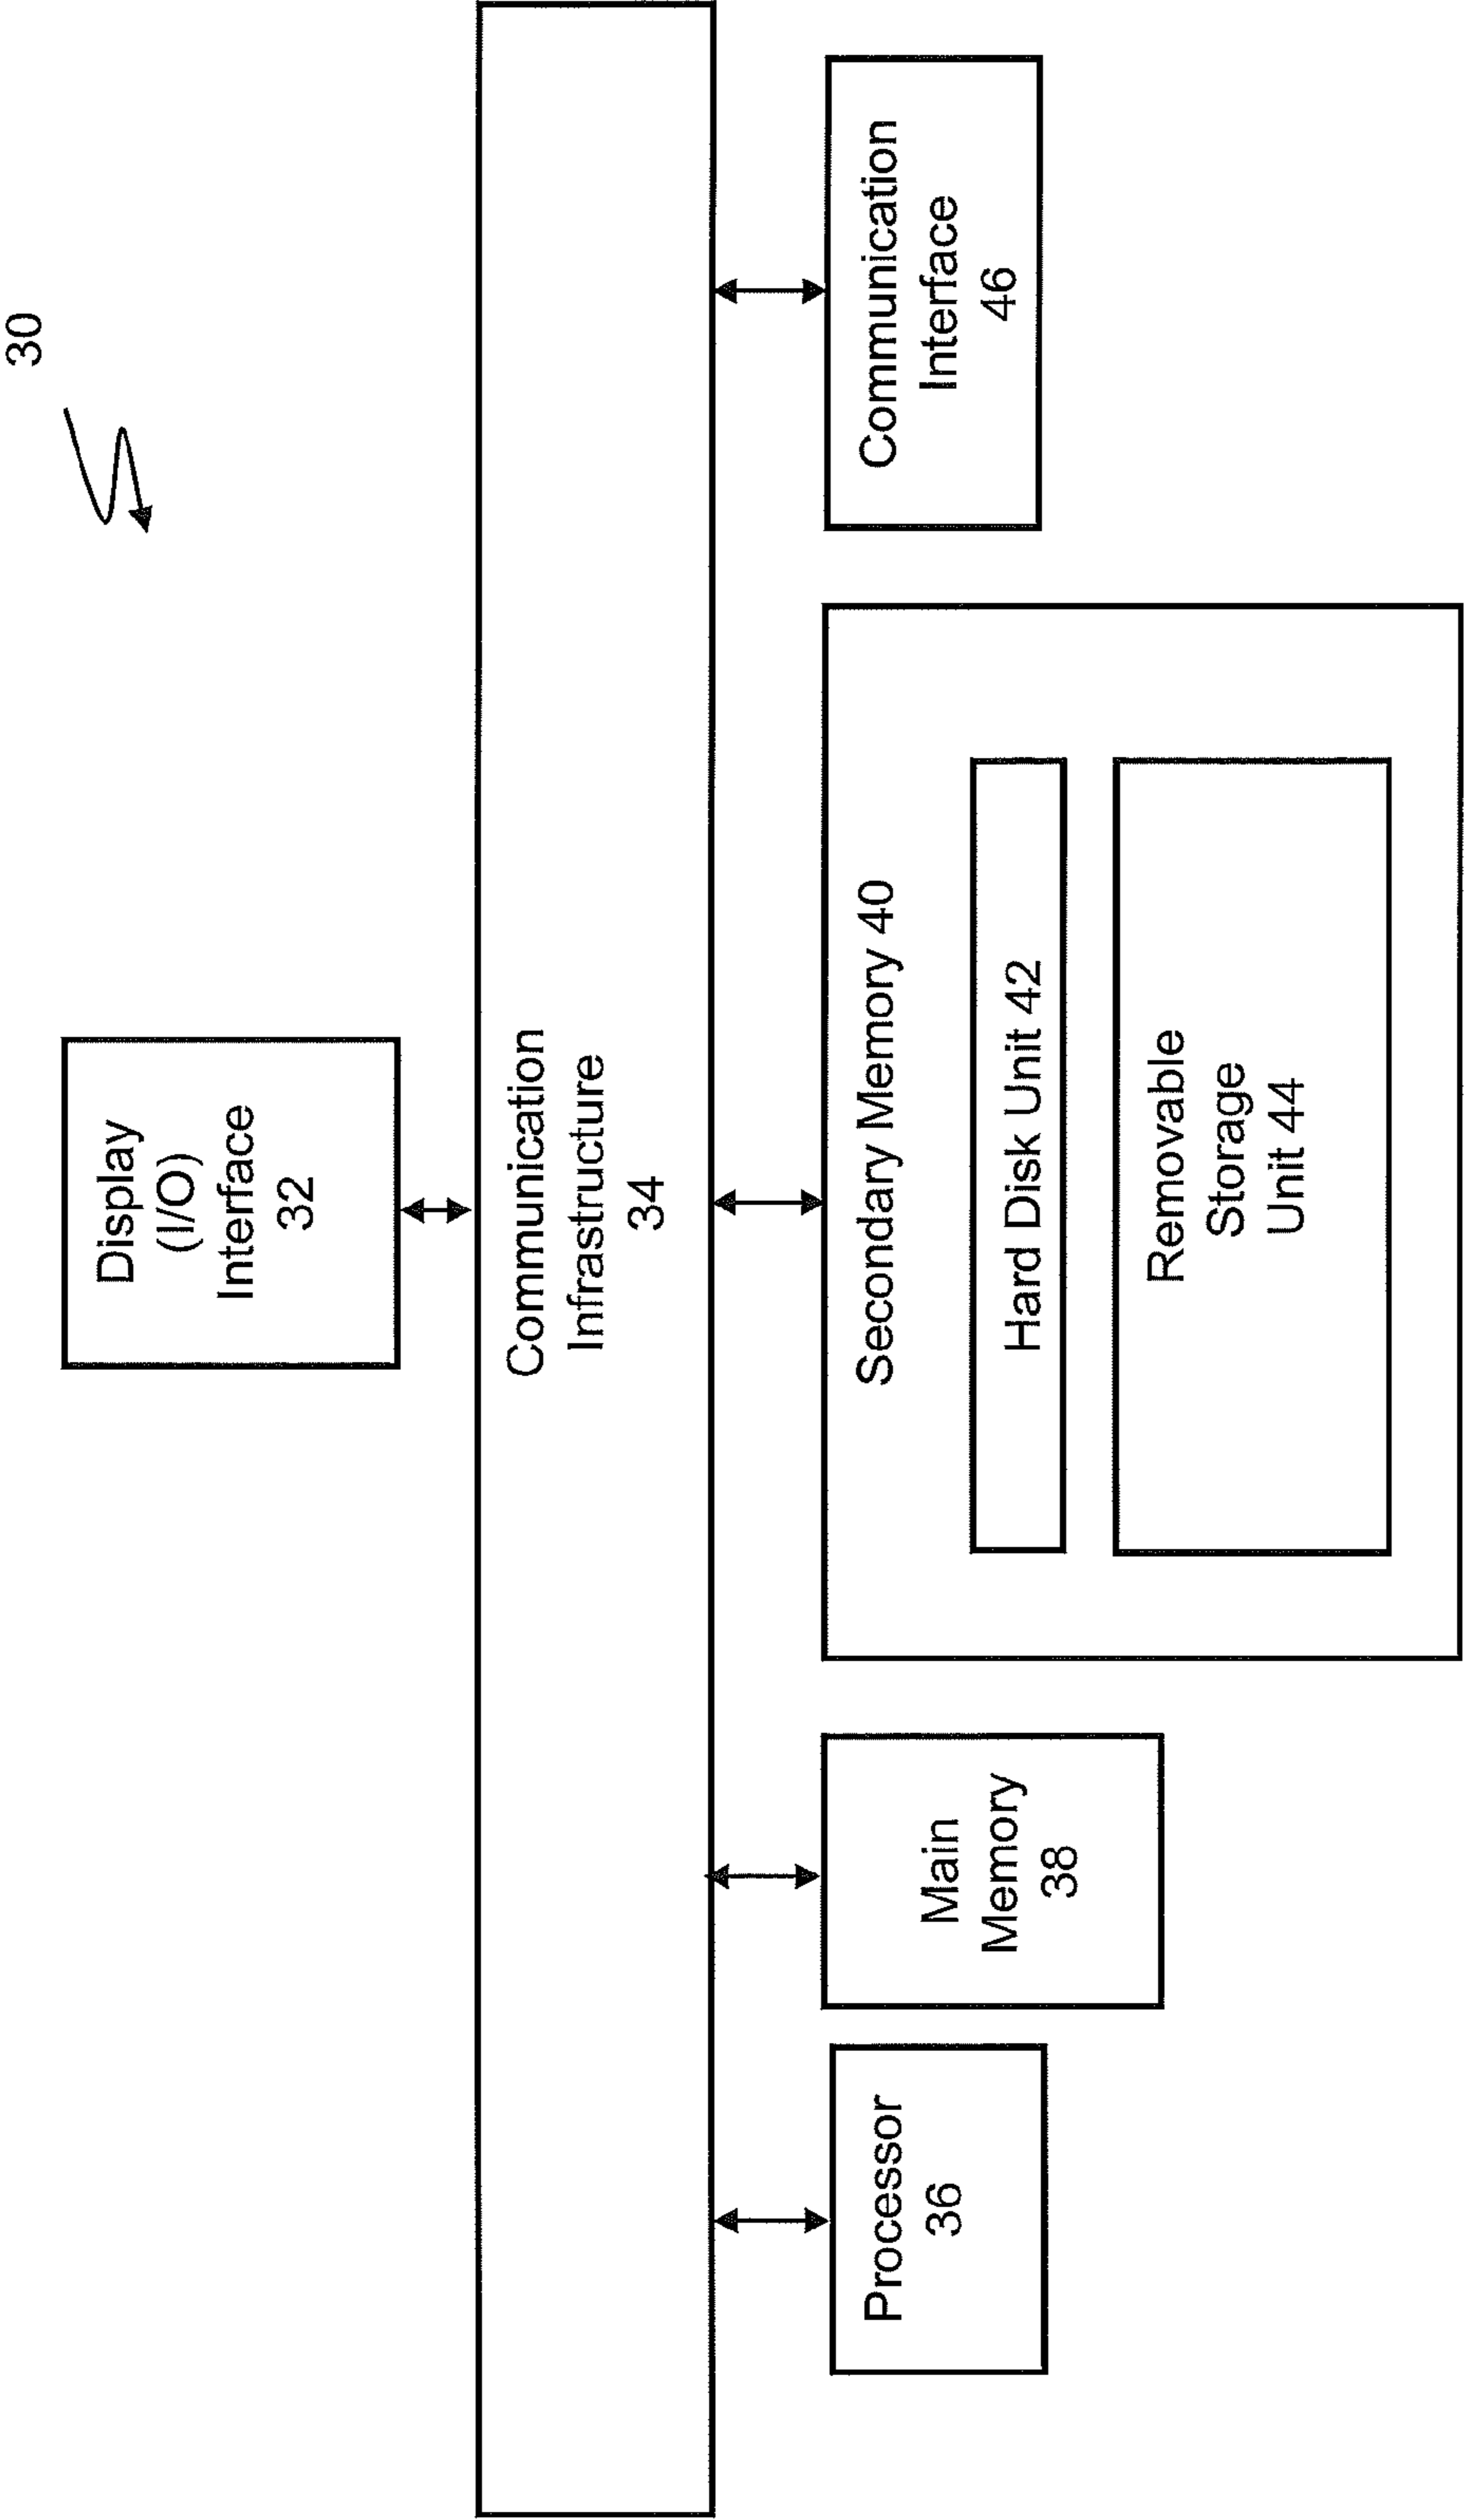 30
Display
(I/O)
Interface
32
Communication
Infrastructure
34
Processor
36
Main
Memory
38
Secondary Memory 40
Hard Disk Unit 42
Removable
Storage
Unit 44
Communication
Interface
46